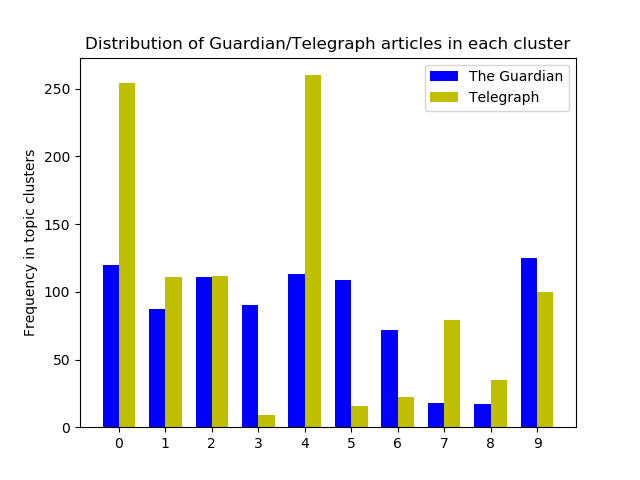 Distribution of Guardian/Telegraph articles in each cluster
The Guardian
Telegraph
Frequency in topic clusters
250
200
150
100
50
0
0 1 2 3 4 5 6 7 8 9